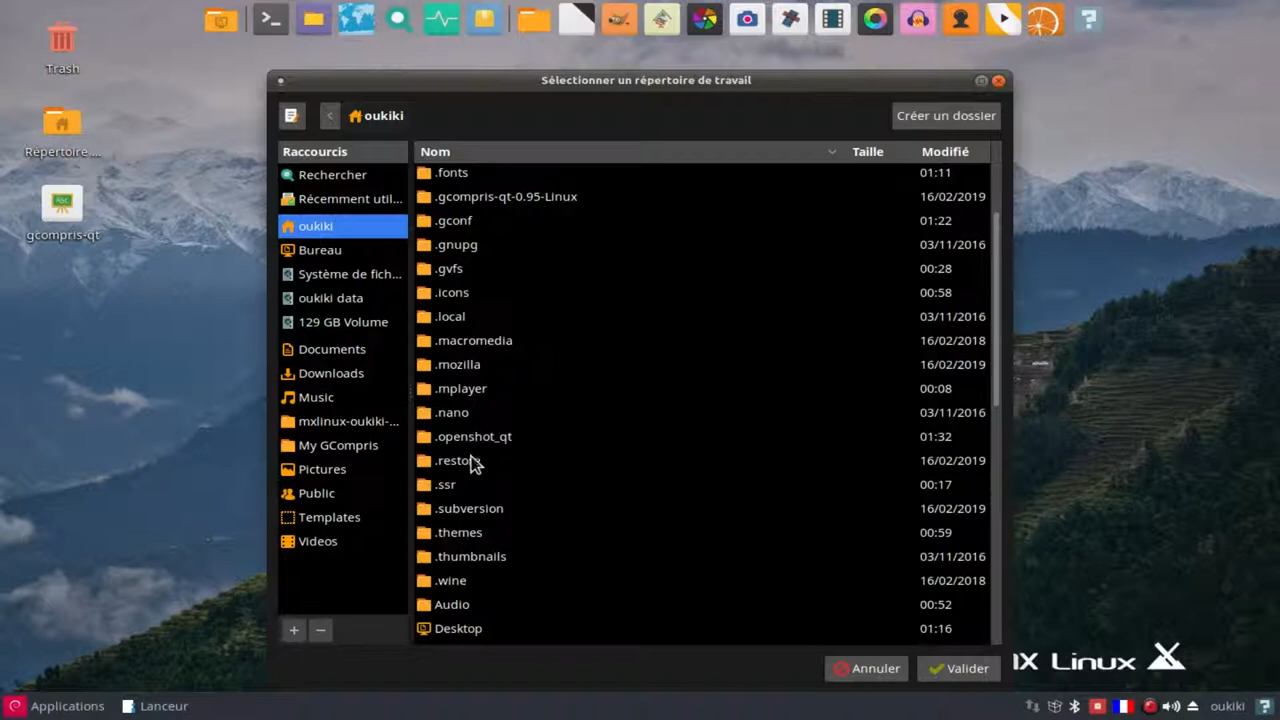 Trash
Répertoire ...
Abc
gcompris-qt
Sélectionner un répertoire de travail
oukiki
Créer un dossier
Raccourcis
Rechercher
Récemment util...
oukiki
Bureau
Système de fich...
oukiki data
129 GB Volume
Documents
Downloads
Music
mxlinux-oukiki-...
My GCompris
Pictures
Public
Templates
Videos
Nom Taille Modifié
.fonts 01:11
.gcompris-qt-0.95-Linux 16/02/2019
.gconf 01:22
.gnupg 03/11/2016
.gvfs 00:28
.icons 00:58
.local 03/11/2016
.macromedia 16/02/2018
.mozilla 16/02/2019
.mplayer 00:08
.nano 03/11/2016
.openshot_qt 01:32
16/02/2019
.ssr 00:17
.subversion 16/02/2019
.themes 00:59
.thumbnails 03/11/2016
.wine 16/02/2018
Audio 00:52
Desktop 01:16
Annuler Valider
Linux
Applications Lanceur oukiki